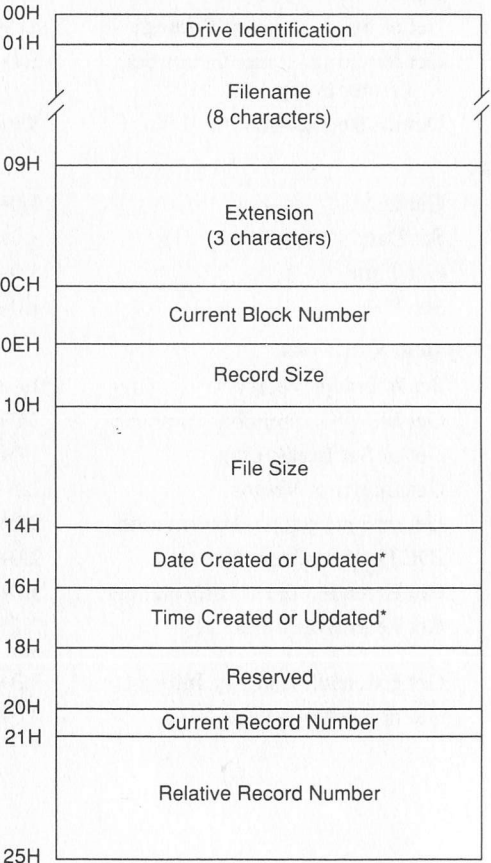 00H
Drive Identification
01H
Filename
(8 characters)
09H
Extension
(3 characters)
0CH
Current Block Number
0EH
Record Size
10H
File Size
14H
Date Created or Updated*
16H
Time Created or Updated*
18H
Reserved
20H
Current Record Number
21H
Relative Record Number
25H